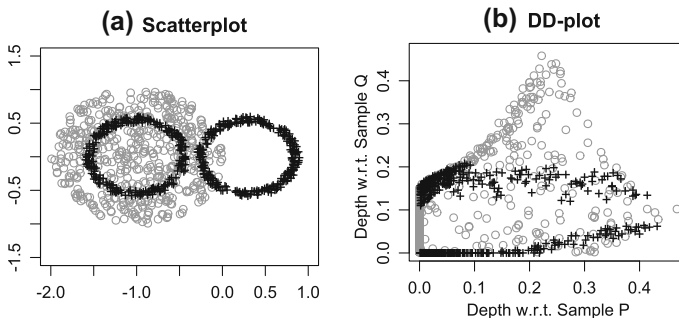 (a) Scatterplot
1.5
0.5
-0.5
-1.5
-2.0 -1.0 0.0 0.5 1.0
(b) DD-plot
Depth w.r.t. Sample Q
0.4
0.3
0.2
0.1
0.0
0.0 0.1 0.2 0.3 0.4
Depth w.r.t. Sample P